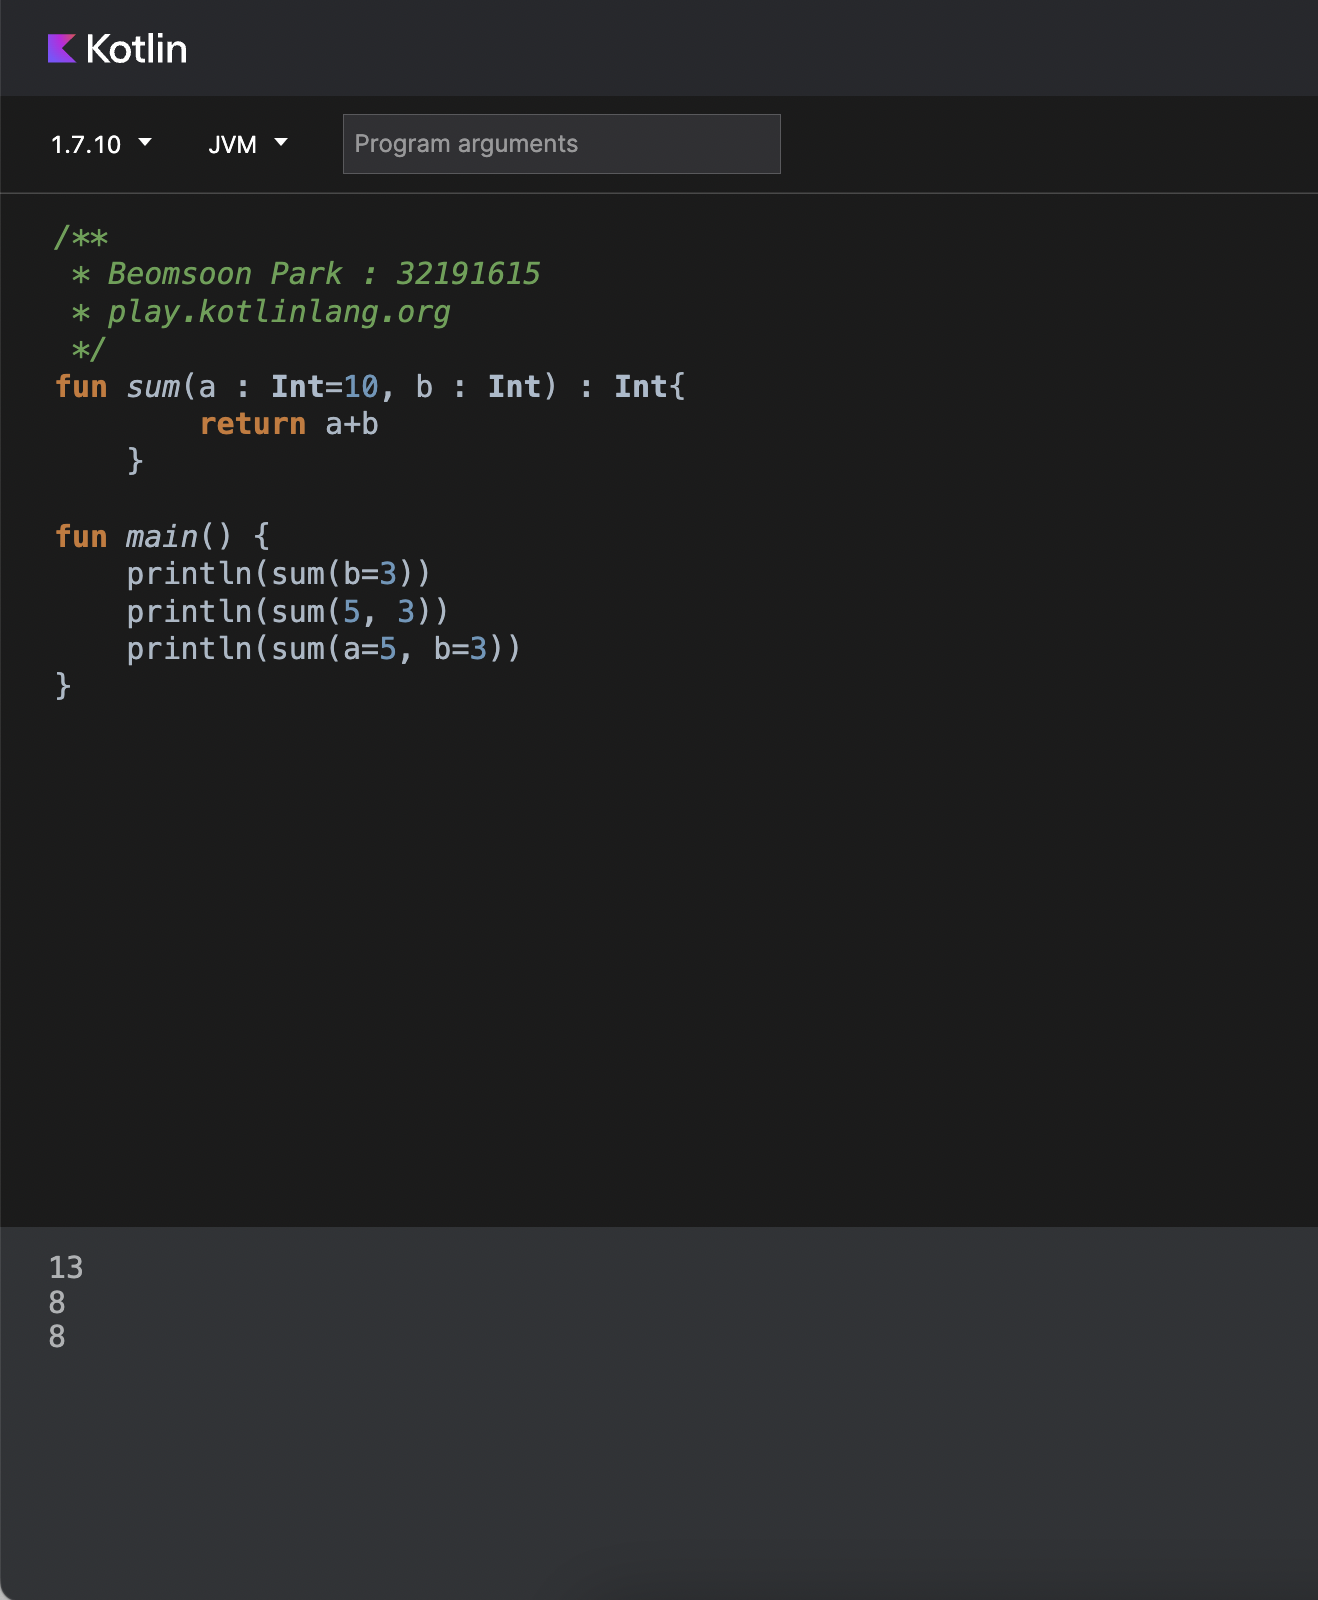 Kotlin
1.7.10 JVM Program arguments
/**
 * Beomsoon Park : 32191615
 * play.kotlinlang.org
 */
fun sum(a : Int=10, b : Int) : Int{
        return a+b
    }
fun main() {
    println(sum(b=3))
    println(sum(5, 3))
    println(sum(a=5, b=3))
}
13
8
8